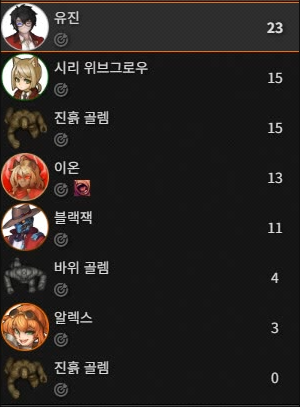 유진 23
시리 위브그로우 15
진흙 골렘 15
이온 13
블랙잭 11
바위 골렘 4
알렉스 3
진흙 골렘 0